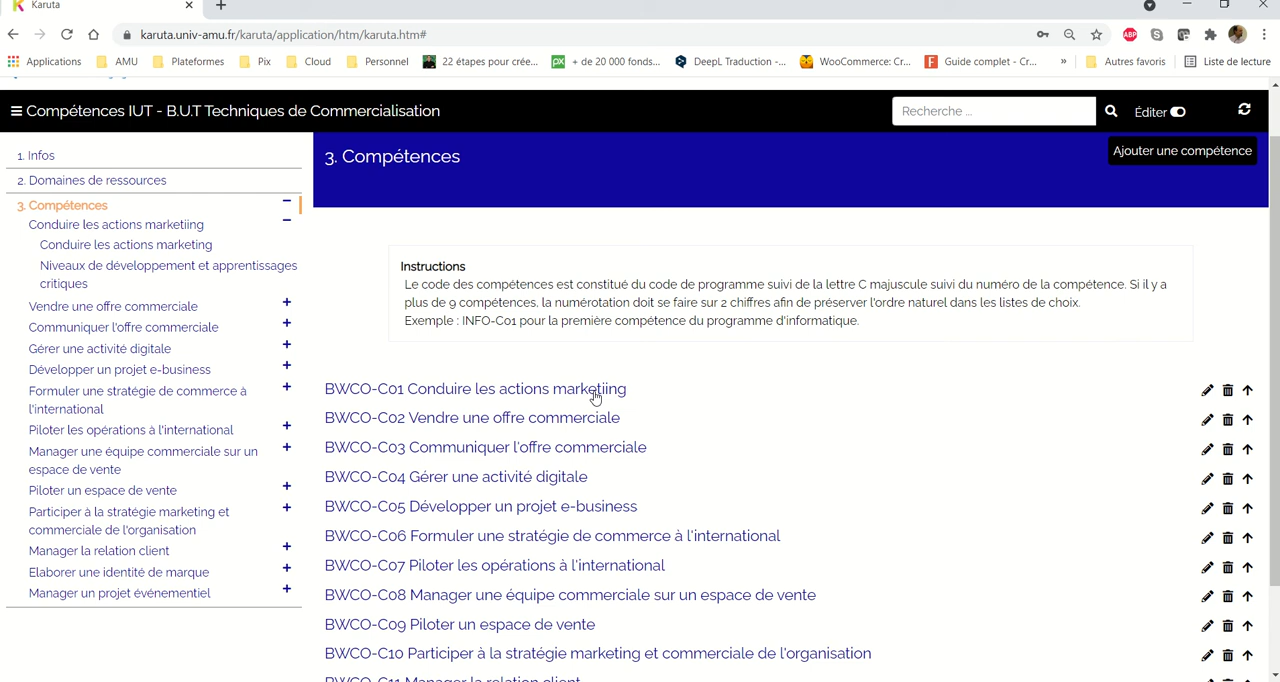 Karuta
karuta.univ-amu.fr/karuta/application/htm/karuta.htm#
ABP
Applications AMU Plateformes Pix Cloud Personnel 22 étapes pour crée... px + de 20 000 fonds... DeepL Traduction -... WooCommerce: Cr... F Guide complet - Cr... » Autres favoris Liste de lecture
Compétences IUT - B.U.T Techniques de Commercialisation
Recherche ...
Éditer
1. Infos
2. Domaines de ressources
3. Compétences
Conduire les actions marketiing
Conduire les actions marketing
Niveaux de développement et apprentissages
critiques
Vendre une offre commerciale
Communiquer l'offre commerciale
Gérer une activité digitale
Développer un projet e-business
Formuler une stratégie de commerce à
l'international
Piloter les opérations à l'international
Manager une équipe commerciale sur un
espace de vente
Piloter un espace de vente
Participer à la stratégie marketing et
commerciale de l'organisation
Manager la relation client
Elaborer une identité de marque
Manager un projet événementiel
3. Compétences
Ajouter une compétence
Instructions
Le code des compétences est constitué du code de programme suivi de la lettre C majuscule suivi du numéro de la compétence. Si il y a
plus de 9 compétences, la numérotation doit se faire sur 2 chiffres afin de préserver l'ordre naturel dans les listes de choix.
Exemple : INFO-C01 pour la première compétence du programme d'informatique.
BWCO-C01 Conduire les actions marketiing
BWCO-C02 Vendre une offre commerciale
BWCO-C03 Communiquer l'offre commerciale
BWCO-C04 Gérer une activité digitale
BWCO-C05 Développer un projet e-business
BWCO-C06 Formuler une stratégie de commerce à l'international
BWCO-C07 Piloter les opérations à l'international
BWCO-C08 Manager une équipe commerciale sur un espace de vente
BWCO-C09 Piloter un espace de vente
BWCO-C10 Participer à la stratégie marketing et commerciale de l'organisation
BWCO-C11 Manager la relation client